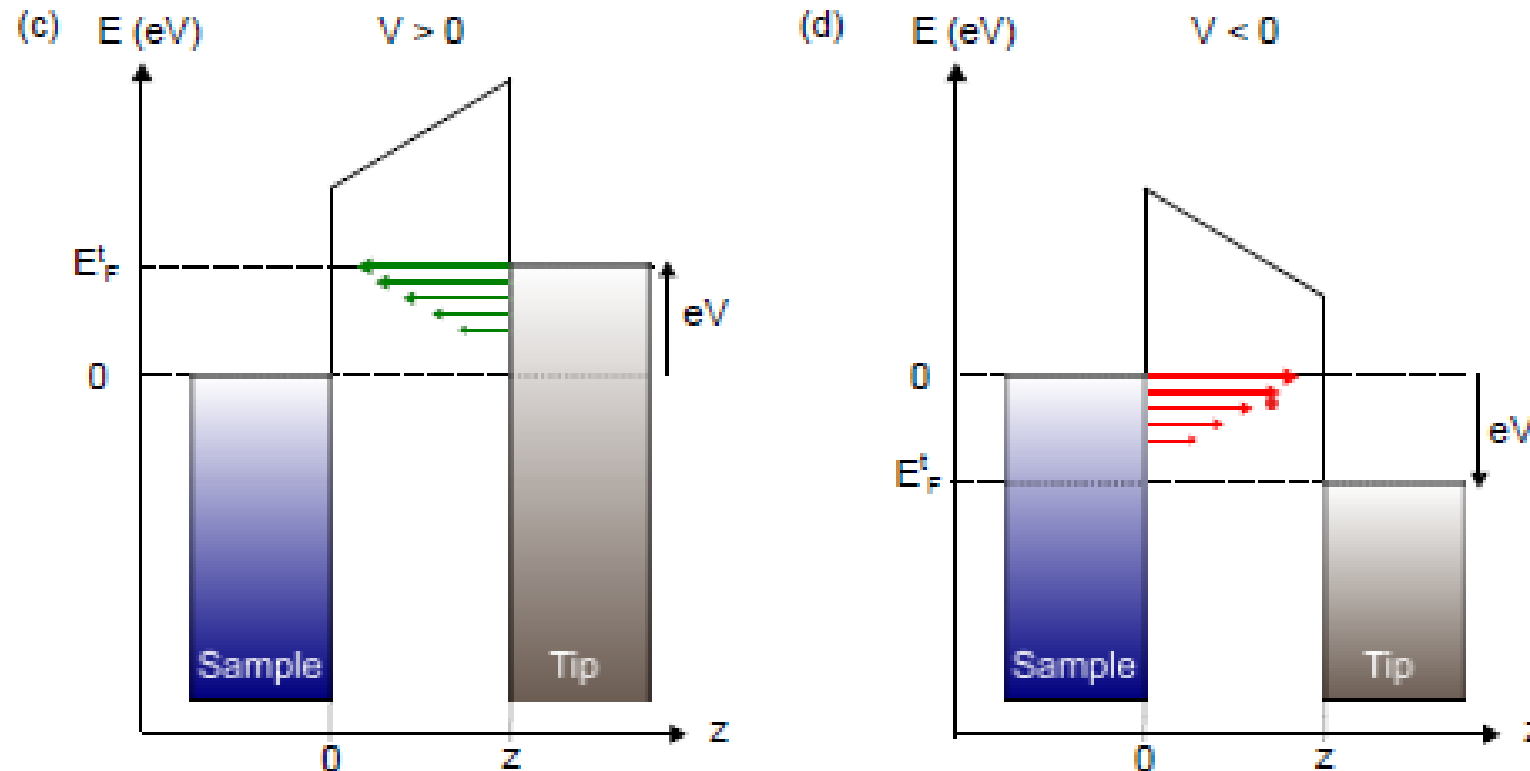 (c) E (eV) V > 0
E^t_F
eV
0
Sample Tip
0 z z
(d) E (eV) V < 0
0
eV
E^t_F
Sample Tip
0 z